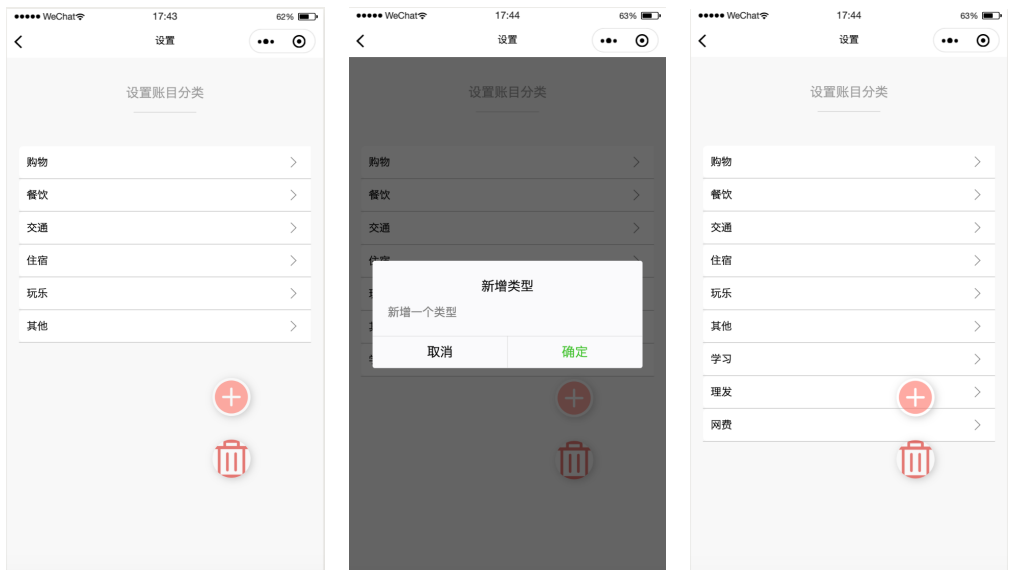 WeChat 17:43 62%
设置
设置账目分类
购物
餐饮
交通
住宿
玩乐
其他
WeChat 17:44 63%
设置
设置账目分类
购物
餐饮
交通
住宿
新增类型
新增一个类型
取消 确定
WeChat 17:44 63%
设置
设置账目分类
购物
餐饮
交通
住宿
玩乐
其他
学习
理发
网费